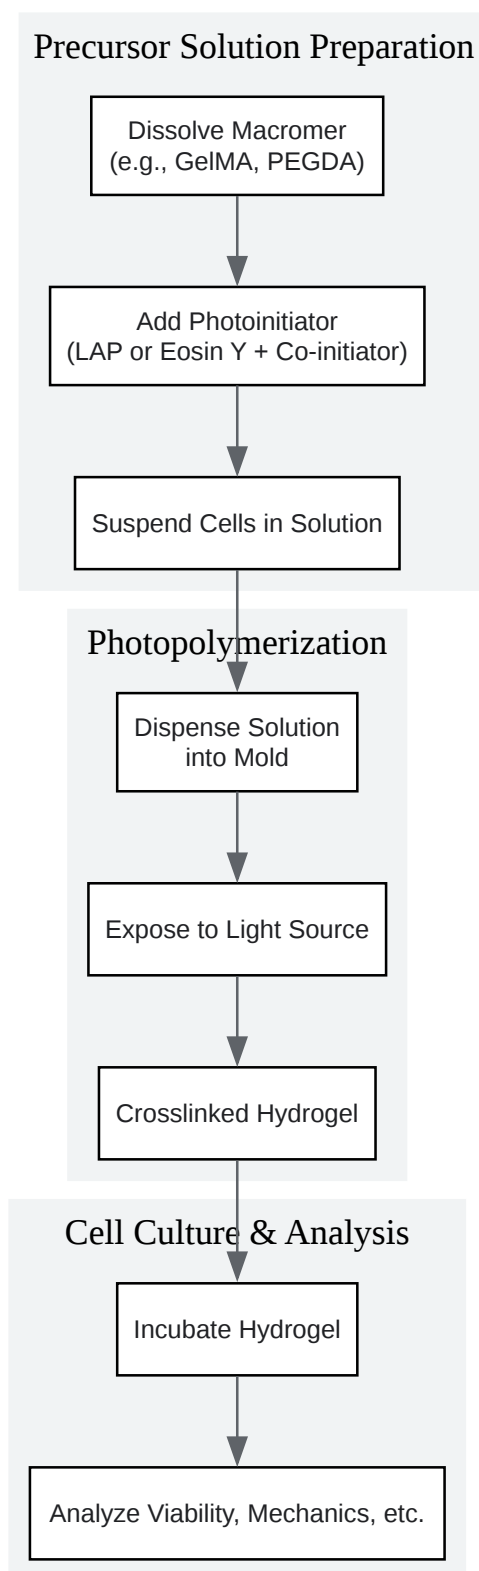 Precursor Solution Preparation
Dissolve Macromer
(e.g., GelMA, PEGDA)
Add Photoinitiator
(LAP or Eosin Y + Co-initiator)
Suspend Cells in Solution
Photopolymerization
Dispense Solution
into Mold
Expose to Light Source
Crosslinked Hydrogel
Cell Culture & Analysis
Incubate Hydrogel
Analyze Viability, Mechanics, etc.